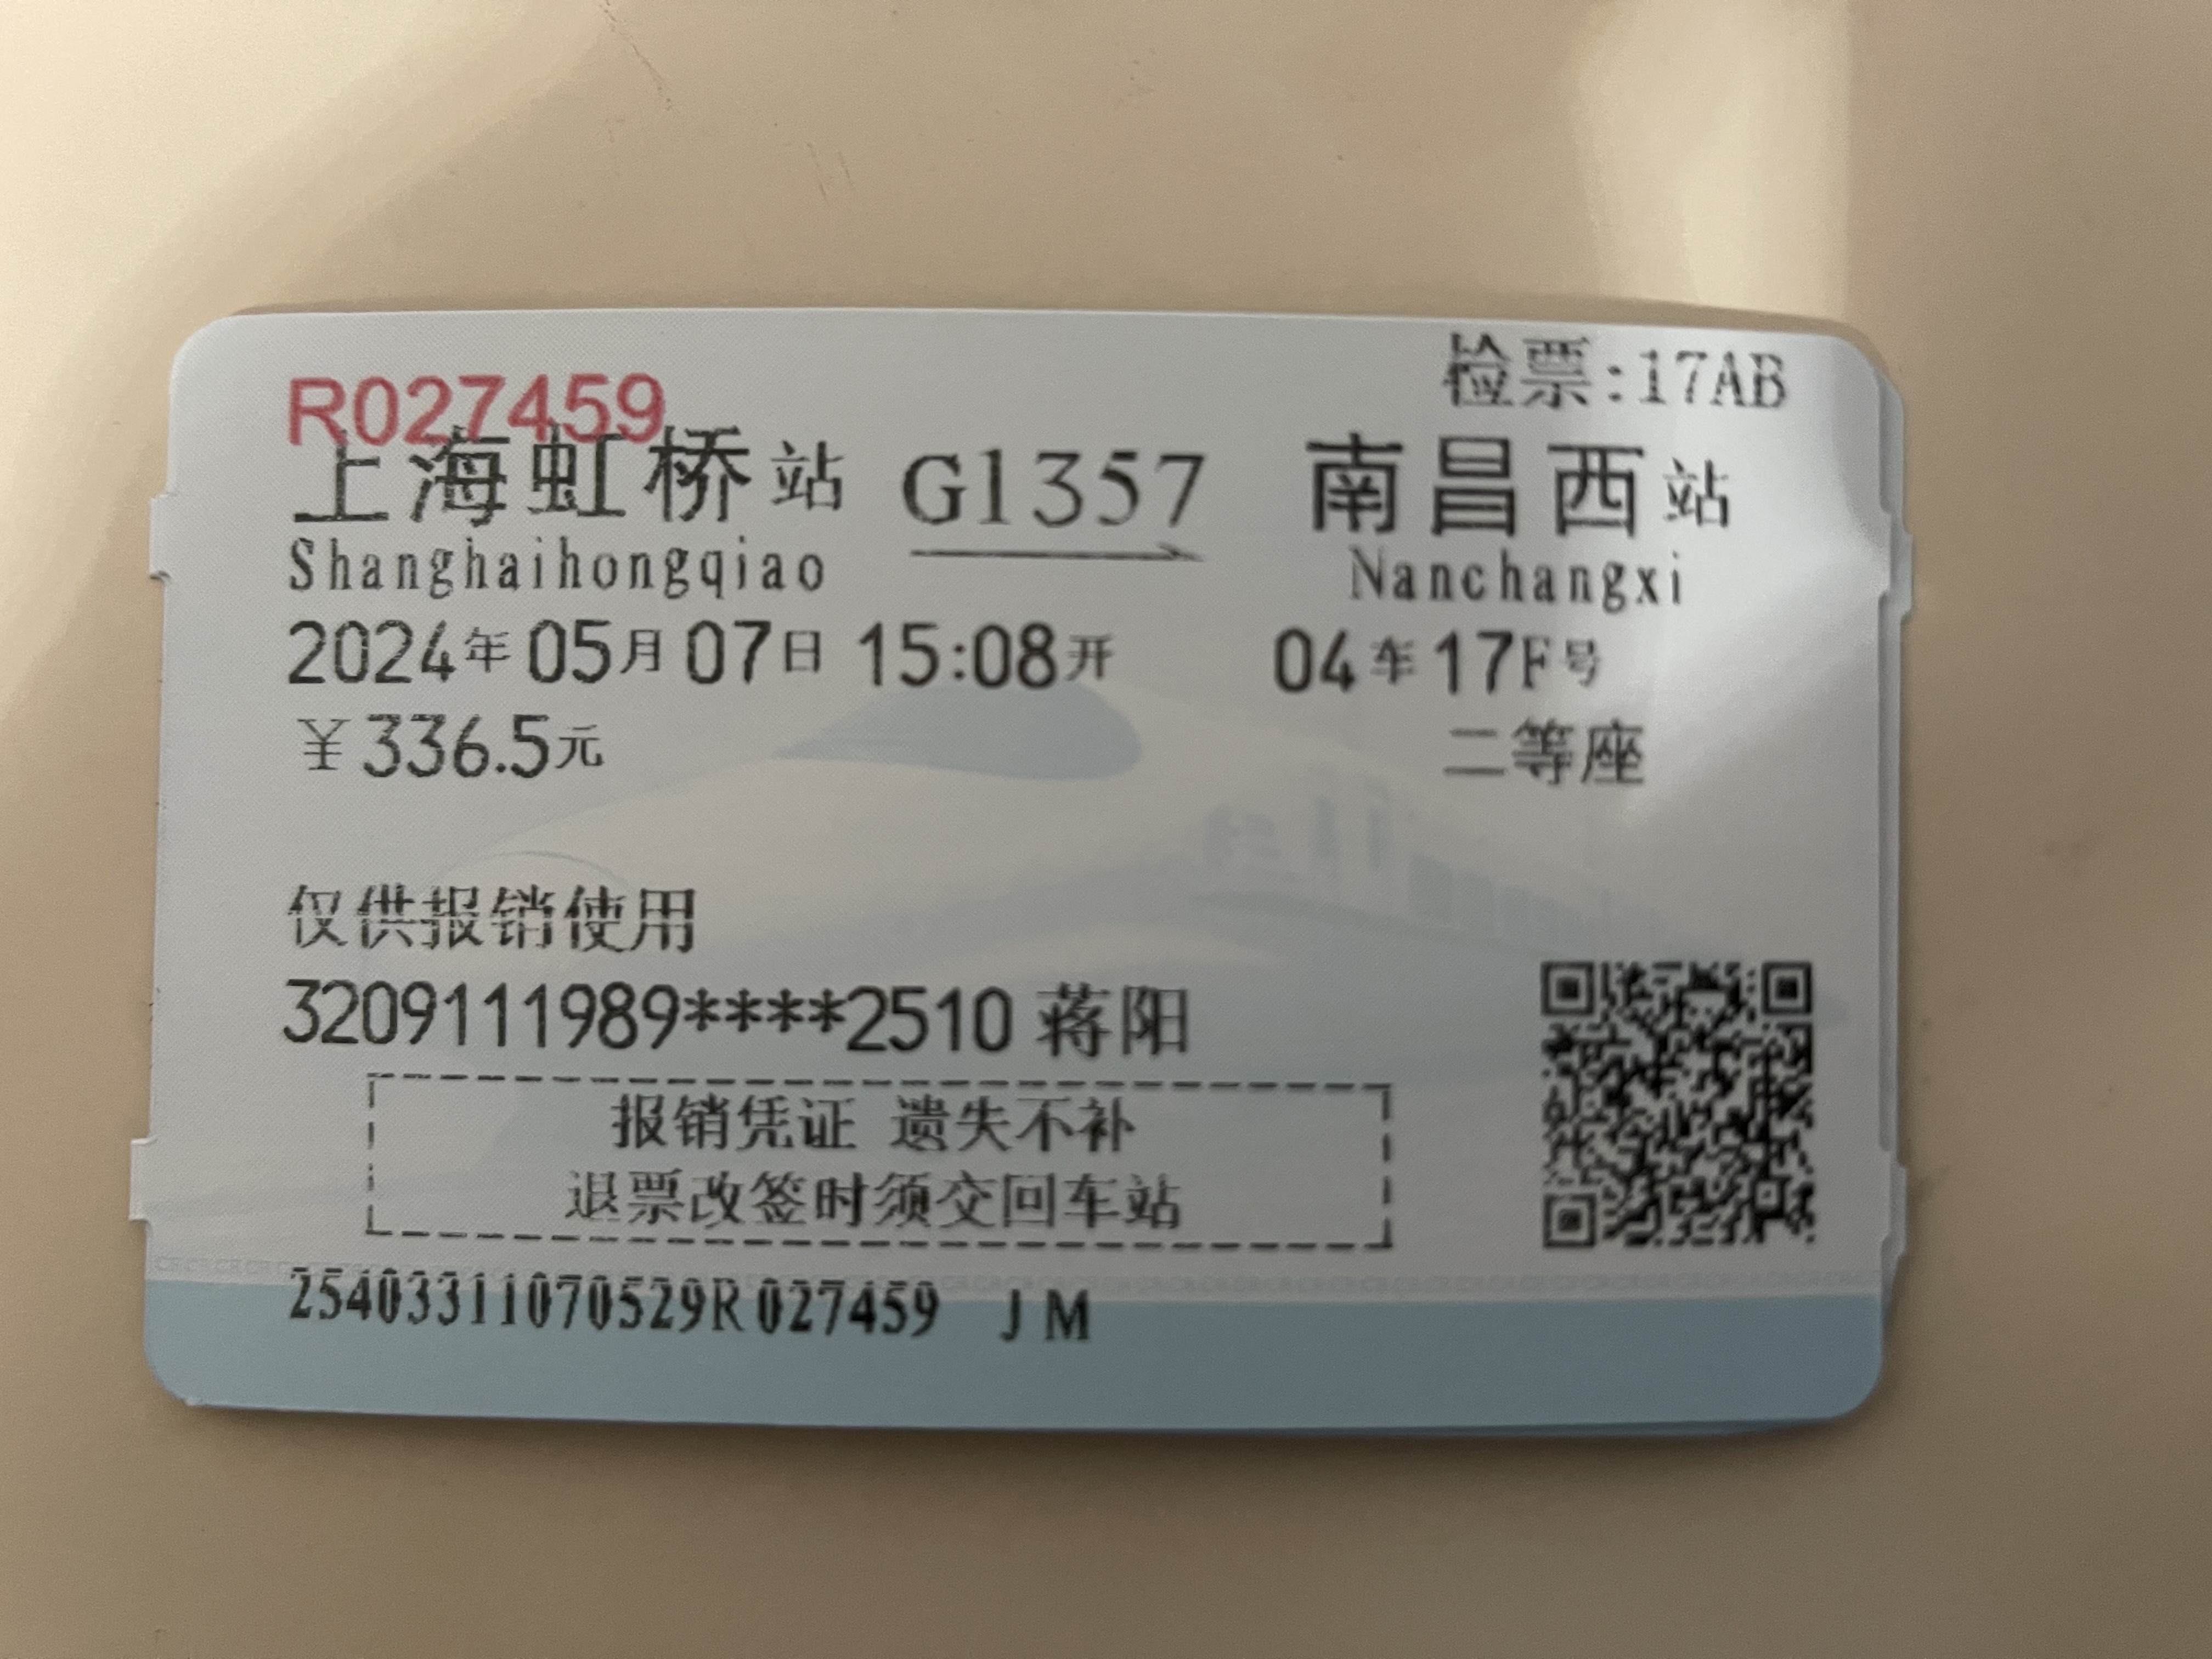 检票:17AB
R027459
上海虹桥站 G1357 南昌西站
Shanghaihongqiao Nanchangxi
2024年05月07日 15:08开 04车17F号
¥336.5元 二等座
仅供报销使用
3209111989****2510 蒋阳
报销凭证 遗失不补
退票改签时须交回车站
25403311070529R027459 JM